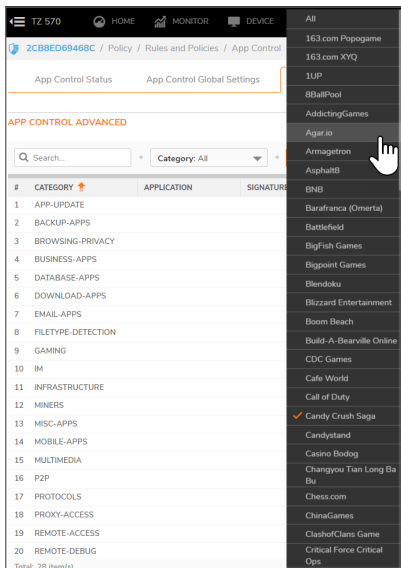 TZ 570
HOME
MONITOR
DEVICE
2CB8ED69468C / Policy / Rules and Policies / App Control
App Control Status
App Control Global Settings
APP CONTROL ADVANCED
Search...
Category: All
# CATEGORY APPLICATION SIGNATURE
1 APP-UPDATE
2 BACKUP-APPS
3 BROWSING-PRIVACY
4 BUSINESS-APPS
5 DATABASE-APPS
6 DOWNLOAD-APPS
7 EMAIL-APPS
8 FILETYPE-DETECTION
9 GAMING
10 IM
11 INFRASTRUCTURE
12 MINERS
13 MISC-APPS
14 MOBILE-APPS
15 MULTIMEDIA
16 P2P
17 PROTOCOLS
18 PROXY-ACCESS
19 REMOTE-ACCESS
20 REMOTE-DEBUG
Total: 28 item(s)
All
163.com Popogame
163.com XYQ
1UP
8BallPool
AddictingGames
Agar.io
Armagetron
Asphalt8
BNB
Barafranca (Omerta)
Battlefield
BigFish Games
Bigpoint Games
Blendoku
Blizzard Entertainment
Boom Beach
Build-A-Bearville Online
CDC Games
Cafe World
Call of Duty
Candy Crush Saga
Candystand
Casino Bodog
Changyou Tian Long Ba
Bu
Chess.com
ChinaGames
ClashofClans Game
Critical Force Critical
Ops